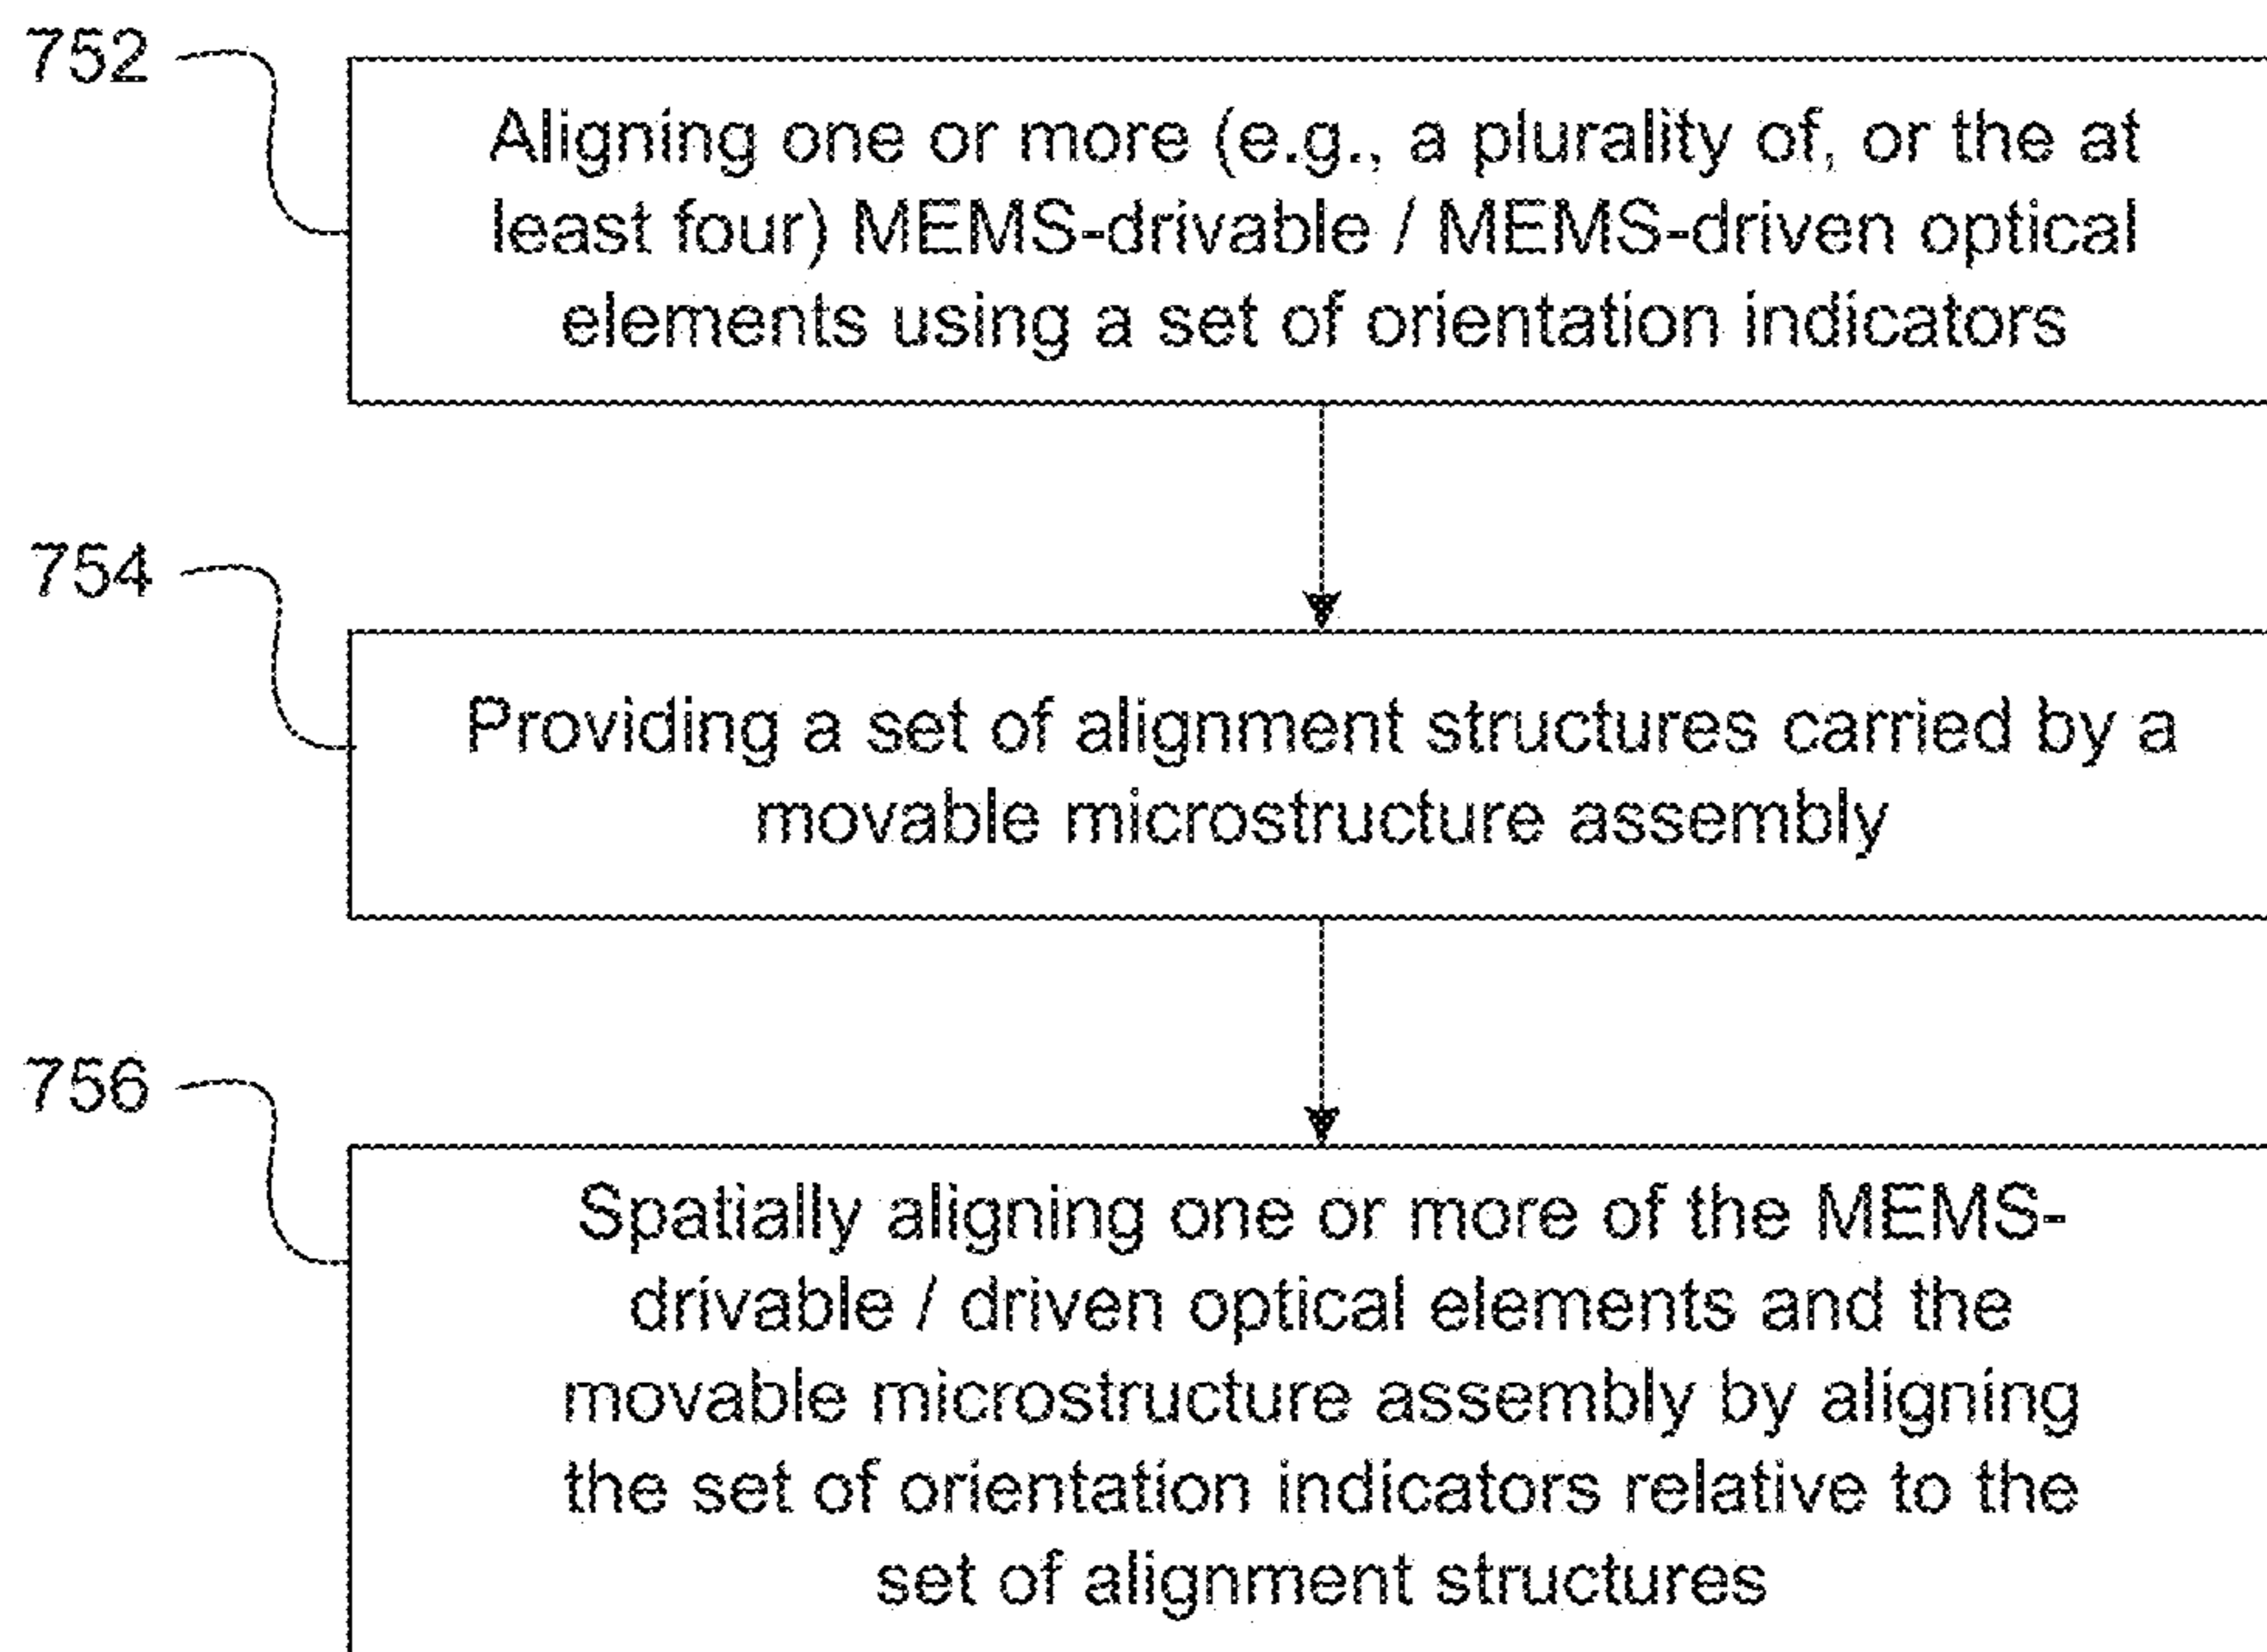 752
Aligning one or more (e.g., a plurality of, or the at
least four) MEMS-drivable / MEMS-driven optical
elements using a set of orientation indicators
754
Providing a set of alignment structures carried by a
movable microstructure assembly
756
Spatially aligning one or more of the MEMS-
drivable / driven optical elements and the
movable microstructure assembly by aligning
the set of orientation indicators relative to the
set of alignment structures